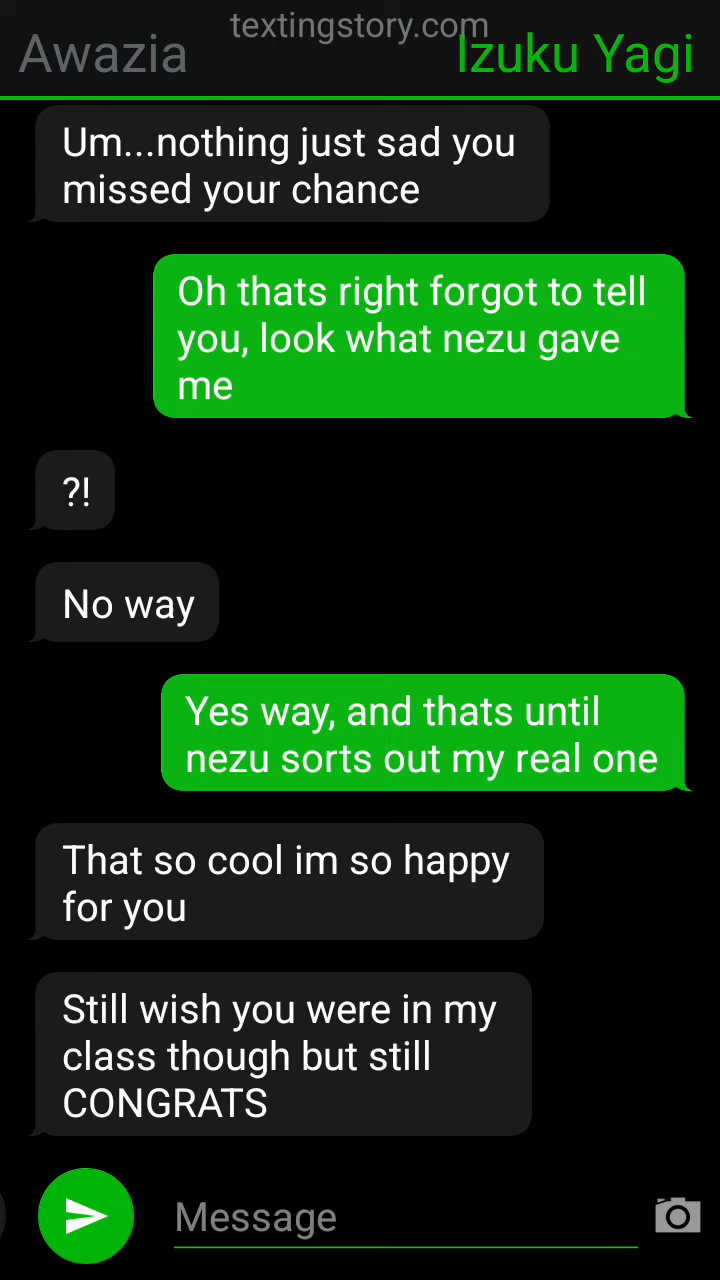 textingstory.com
Awazia
Izuku Yagi
Um...nothing just sad you
missed your chance
Oh thats right forgot to tell
you, look what nezu gave
me
?!
No way
Yes way, and thats until
nezu sorts out my real one
That so cool im so happy
for you
Still wish you were in my
class though but still
CONGRATS
Message